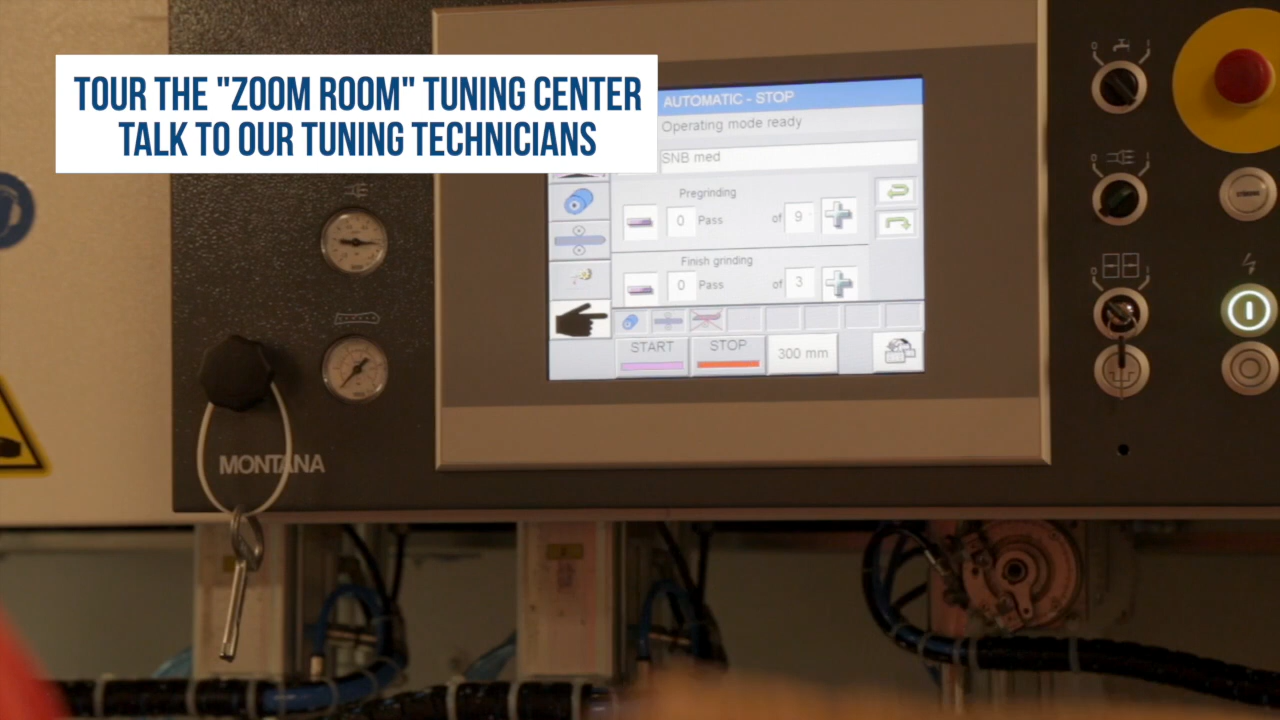 TOUR THE "ZOOM ROOM" TUNING CENTER
TALK TO OUR TUNING TECHNICIANS
AUTOMATIC - STOP
Operating mode ready
SNB med
Pregrinding
0 Pass of 9
Finish grinding
0 Pass of 3
START STOP 300 mm
MONTANA